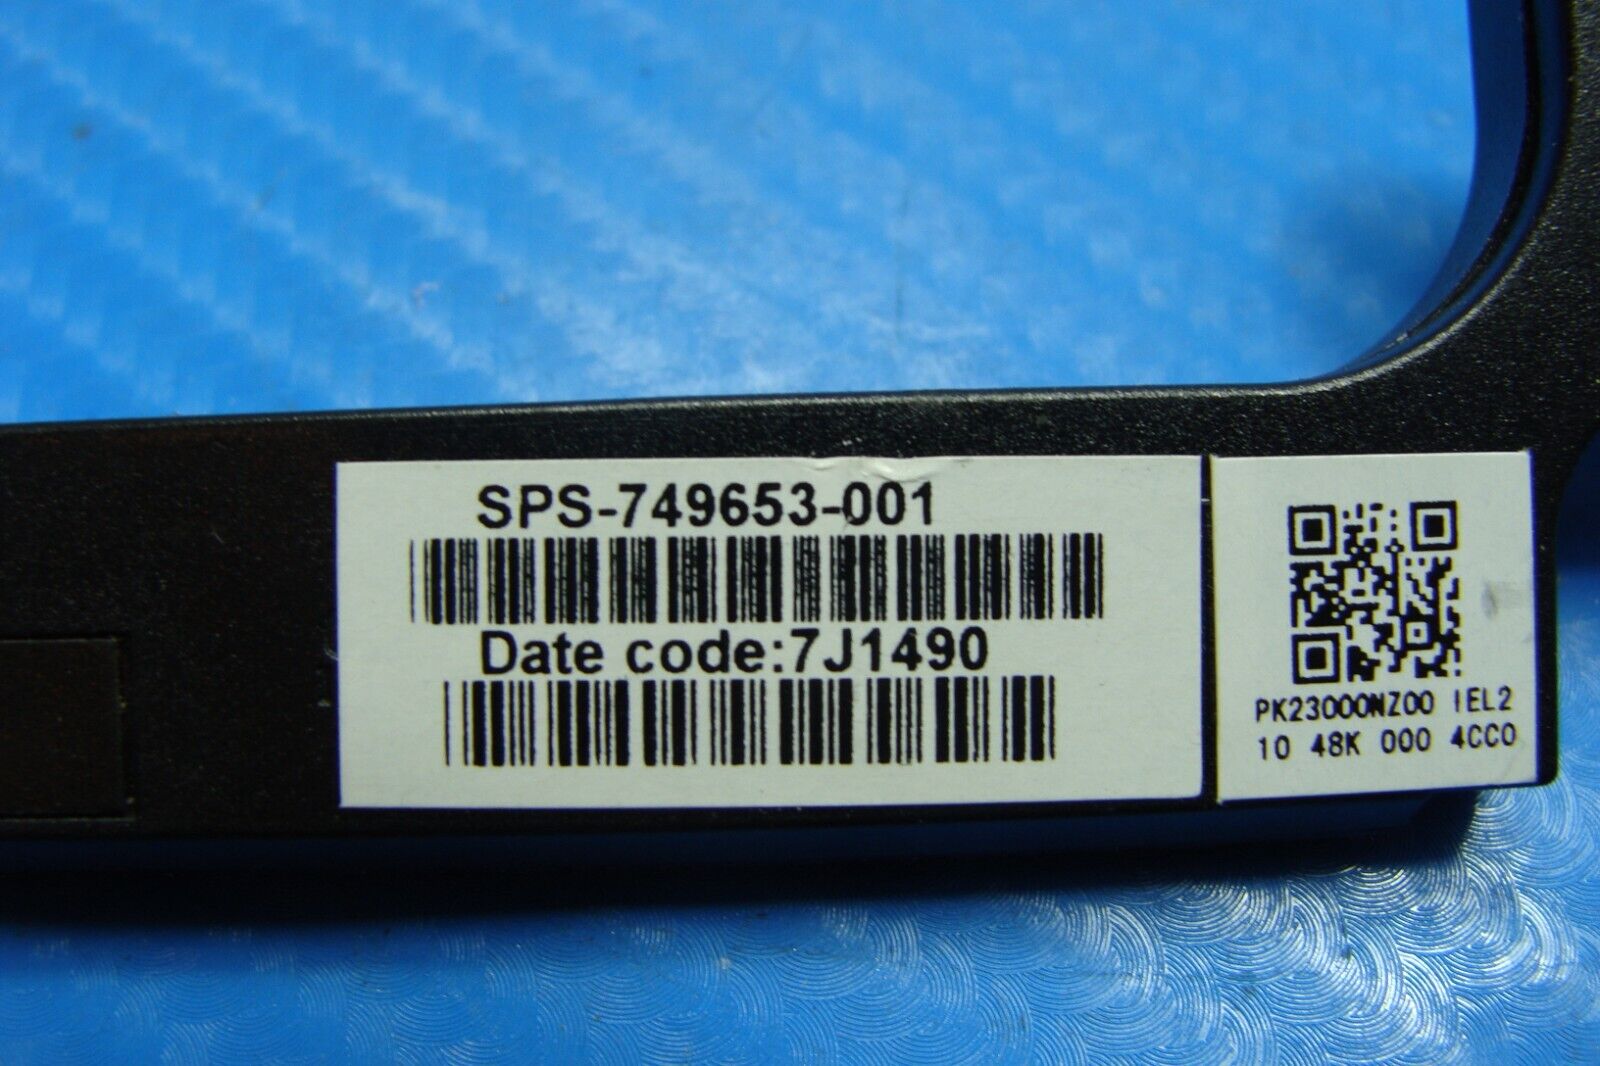 SPS-749653-001
Date code:7J1490
PK23000NZ00 IEL2
10 48K 000 4CC0